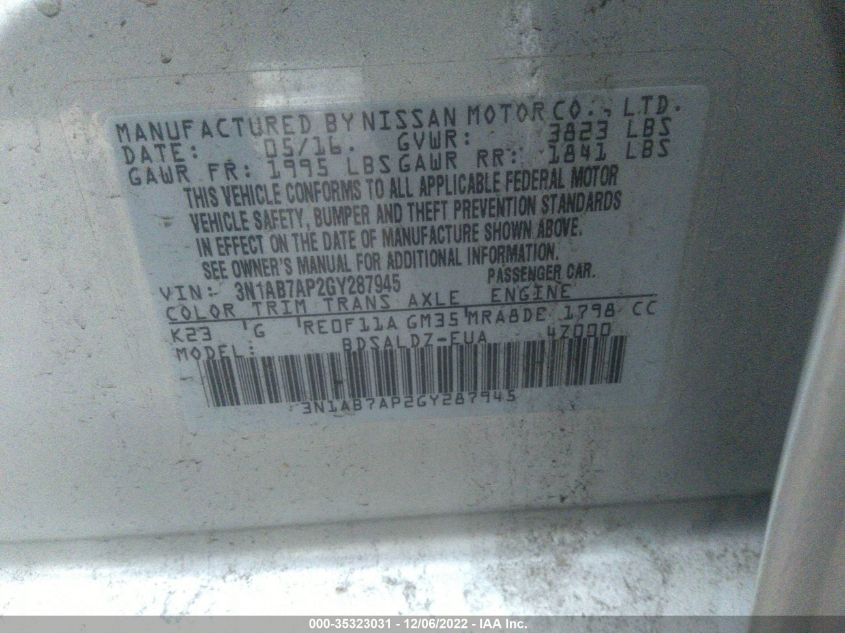 MANUFACTURED BY NISSAN MOTOR CO., LTD.
DATE: 05/16. GVWR: 3823 LBS
GAWR FR: 1995 LBS GAWR RR: 1841 LBS
THIS VEHICLE CONFORMS TO ALL APPLICABLE FEDERAL MOTOR
VEHICLE SAFETY, BUMPER AND THEFT PREVENTION STANDARDS
IN EFFECT ON THE DATE OF MANUFACTURE SHOWN ABOVE.
SEE OWNER'S MANUAL FOR ADDITIONAL INFORMATION.
VIN: 3N1AB7AP2GY287945 PASSENGER CAR.
COLOR TRIM TRANS AXLE ENGINE
K23 G RE0F11A GM35 MRA8DE 1798 CC
MODEL: BDSALDZ-EUA 4Z000
3N1AB7AP2GY287945
000-35323031 - 12/06/2022 - IAA Inc.